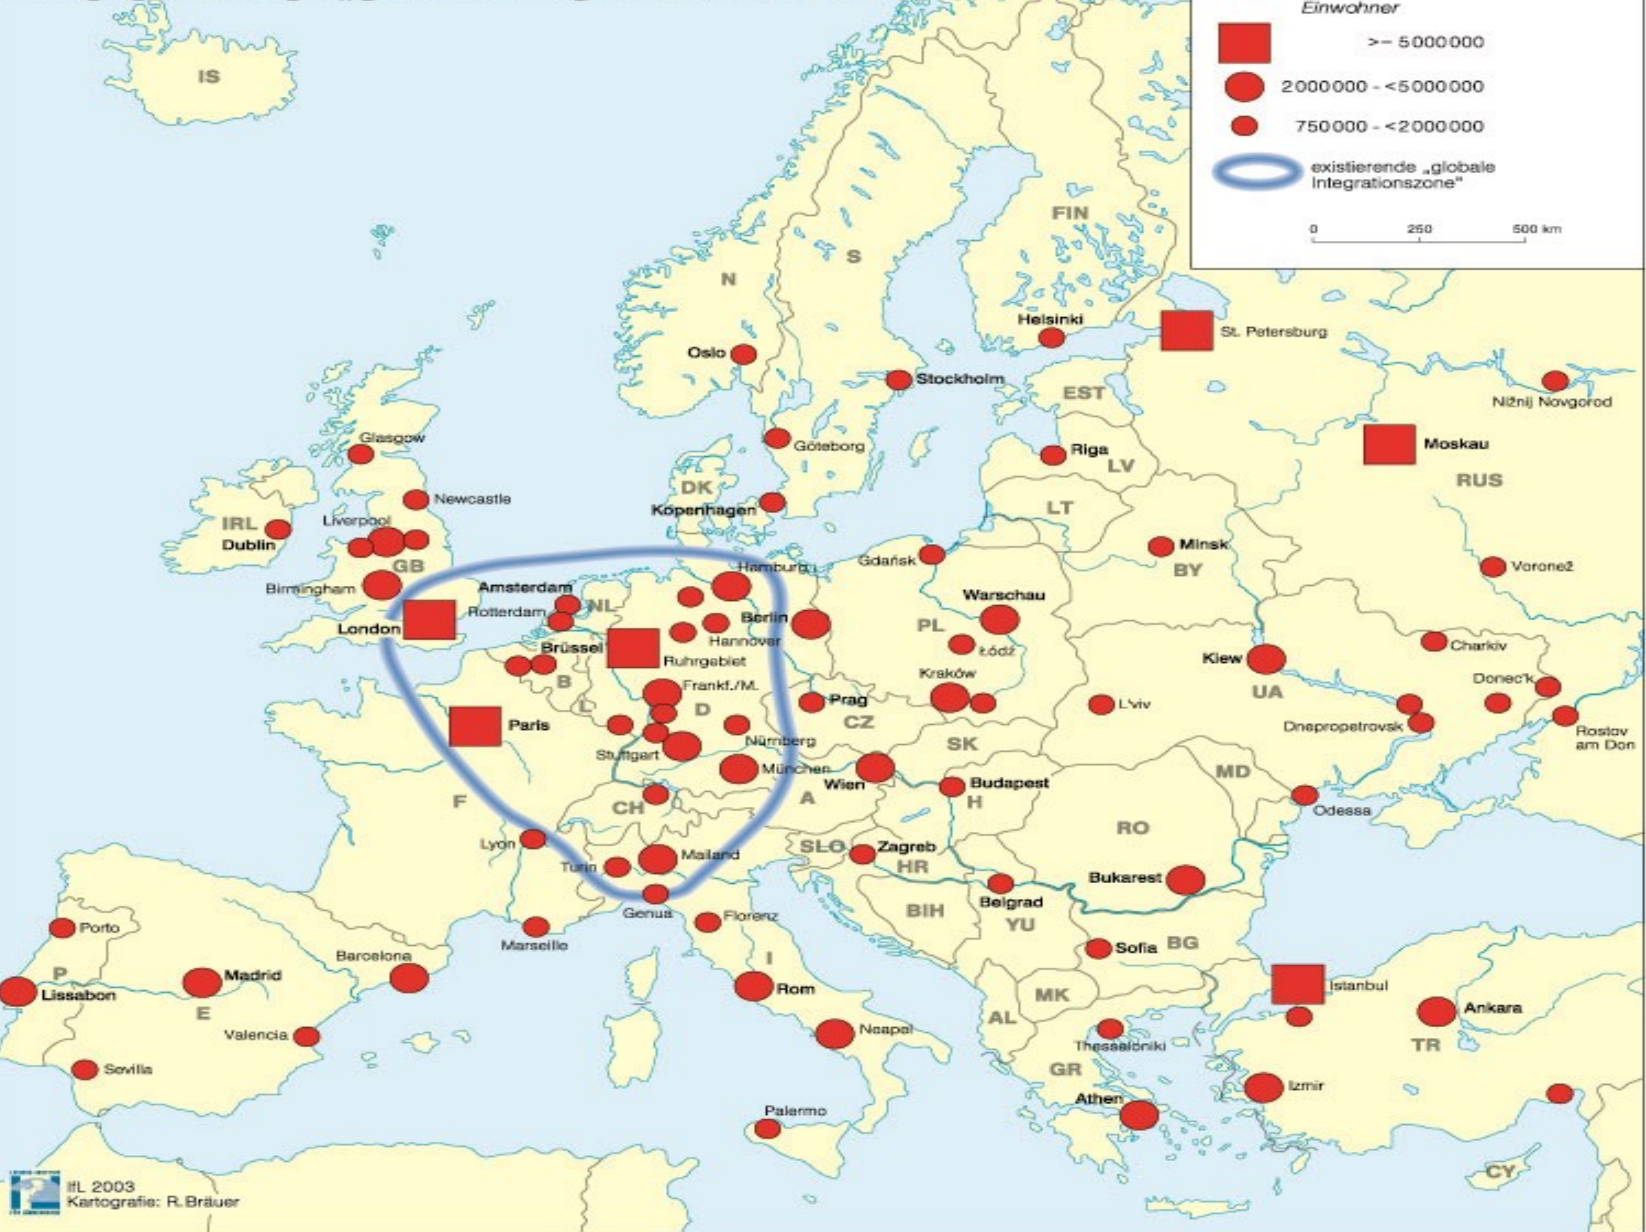 Einwohner
>= 5000000
2000000 - <5000000
750000 - <2000000
existierende „globale
Integrationszone"
0 250 500 km
IS
FIN
S
N
Helsinki
St. Petersburg
Oslo
Stockholm
EST
Nižnij Novgorod
Glasgow
Göteborg
Moskau
Riga
LV
RUS
DK
Newcastle
Kopenhagen
LT
IRL
Liverpool
Dublin
Minsk
GB
Gdańsk
BY
Voronež
Hamburg
Birmingham
Amsterdam
NL
Warschau
Rotterdam
Berlin
PL
London
Hannover
Brüssel
Łódź
Charkiv
Ruhrgebiet
Kiew
B
Frankf./M.
Kraków
Donec'k
UA
L
D
Prag
L'viv
CZ
Paris
Dnepropetrovsk
Rostov
am Don
Nürnberg
SK
Stuttgart
München
MD
Wien
Budapest
F
CH
A
H
Odessa
RO
Lyon
SLO
Zagreb
Mailand
HR
Turin
Bukarest
Belgrad
Genua
BIH
Porto
Florenz
YU
Marseille
Sofia
BG
Barcelona
I
P
Madrid
Istanbul
Lissabon
Rom
MK
Ankara
E
AL
Valencia
Neapel
Thessaloniki
TR
Sevilla
GR
Izmir
Athen
Palermo
CY
IfL 2003
Kartografie: R. Bräuer